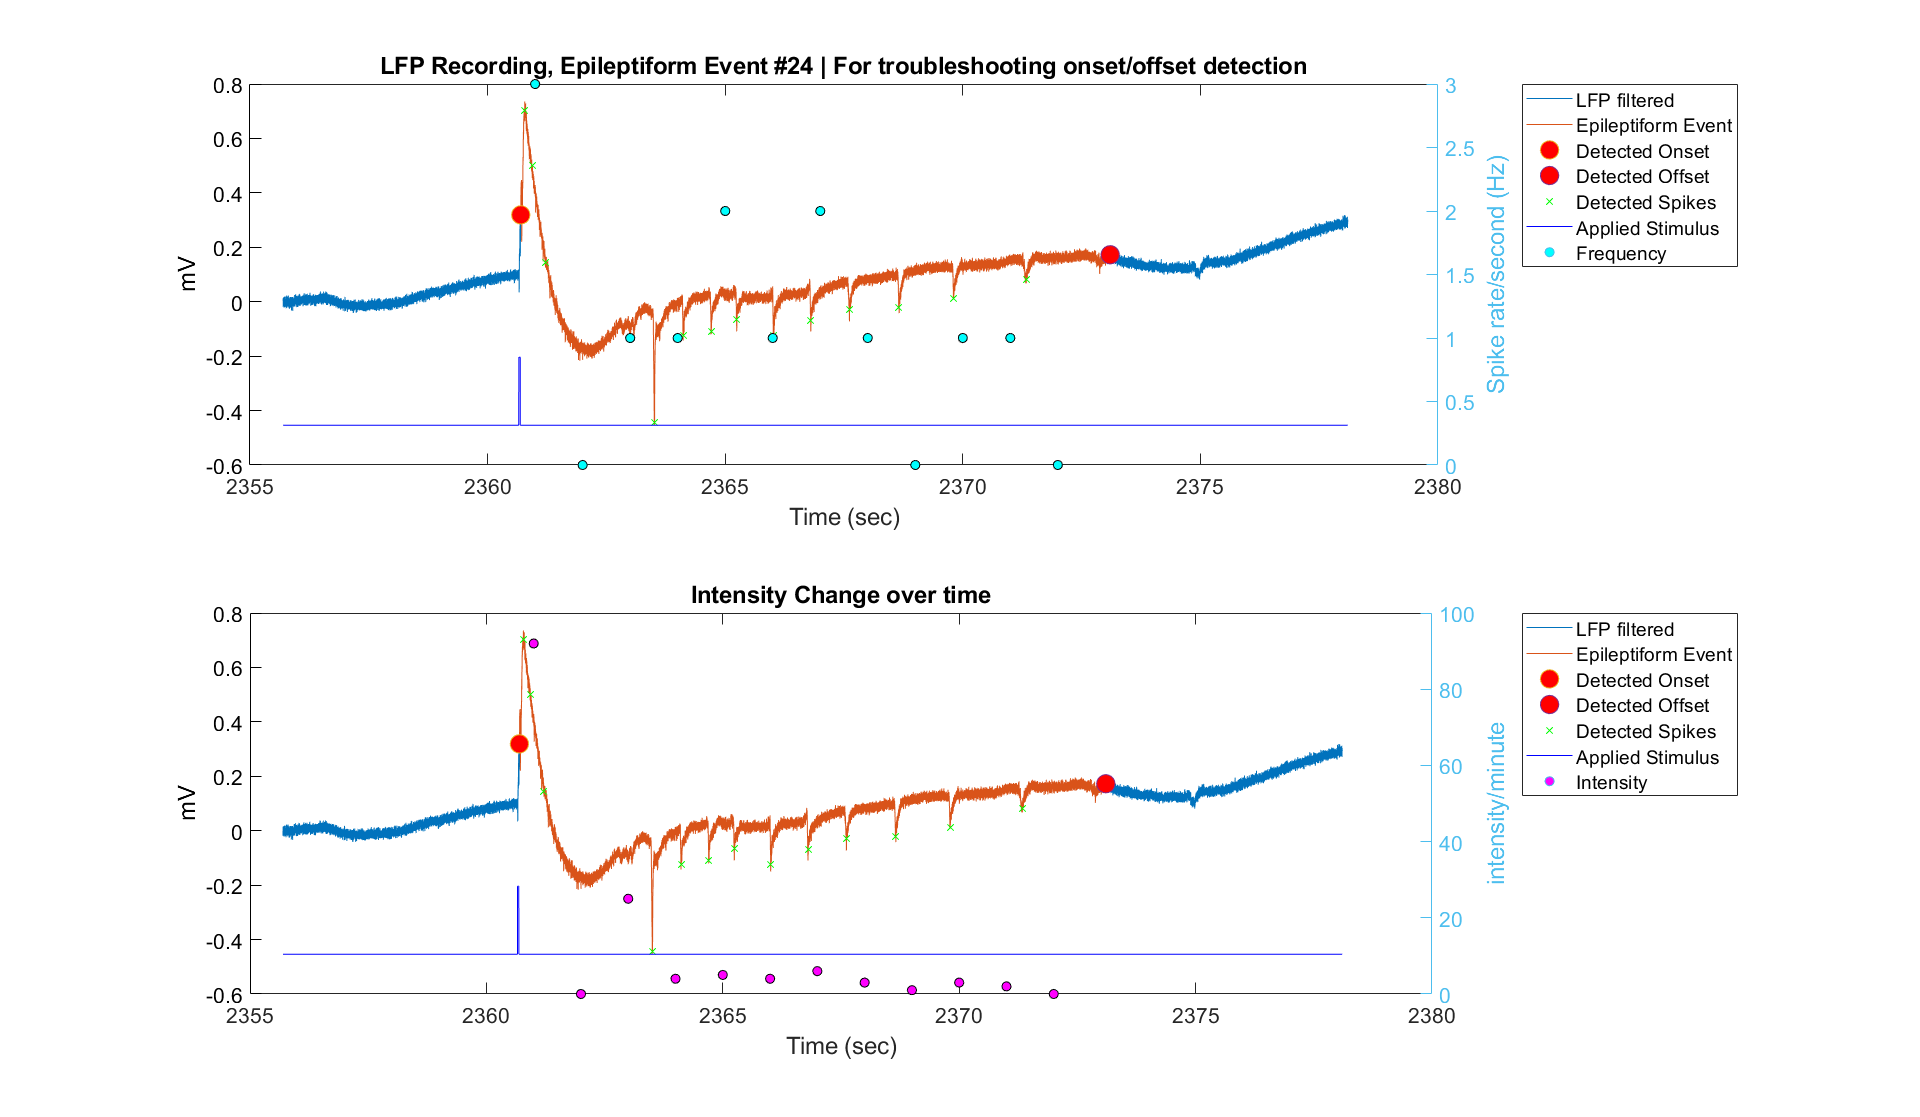 LFP Recording, Epileptiform Event #24 | For troubleshooting onset/offset detection
0.8
0.6
0.4
0.2
0
-0.2
-0.4
-0.6
mV
2355
2360
2365
2370
2375
2380
Time (sec)
3
2.5
2
1.5
1
0.5
0
Spike rate/second (Hz)
LFP filtered
Epileptiform Event
Detected Onset
Detected Offset
Detected Spikes
Applied Stimulus
Frequency
Intensity Change over time
0.8
0.6
0.4
0.2
0
-0.2
-0.4
-0.6
mV
2355
2360
2365
2370
2375
2380
Time (sec)
100
80
60
40
20
0
intensity/minute
LFP filtered
Epileptiform Event
Detected Onset
Detected Offset
Detected Spikes
Applied Stimulus
Intensity